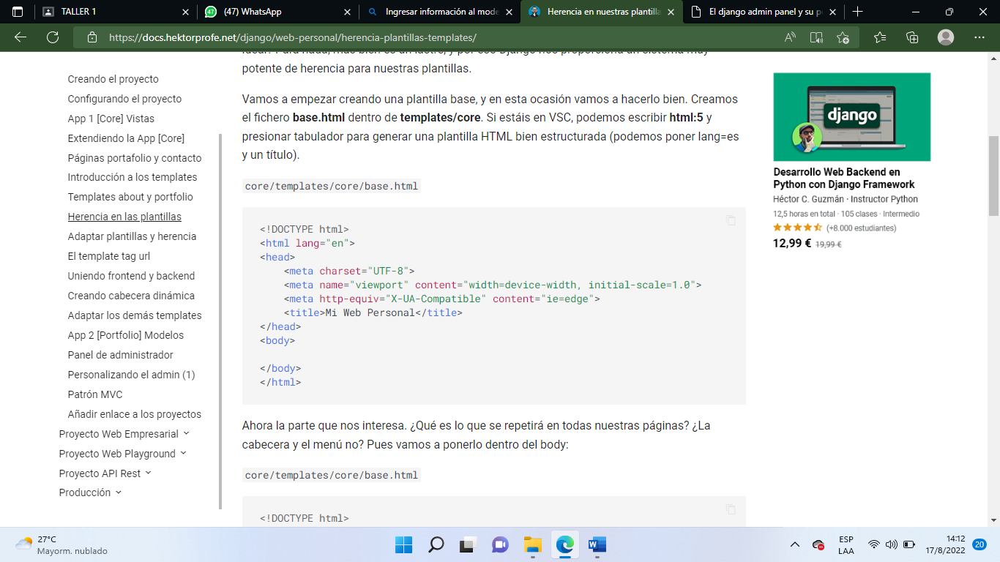 TALLER 1
(47) WhatsApp
Ingresar información al mode
Herencia en nuestras plantilla
El django admin panel y su p
https://docs.hektorprofe.net/django/web-personal/herencia-plantillas-templates/
Creando el proyecto
Configurando el proyecto
App 1 [Core] Vistas
Extendiendo la App [Core]
Páginas portafolio y contacto
Introducción a los templates
Templates about y portfolio
Herencia en las plantillas
Adaptar plantillas y herencia
El template tag url
Uniendo frontend y backend
Creando cabecera dinámica
Adaptar los demás templates
App 2 [Portfolio] Modelos
Panel de administrador
Personalizando el admin (1)
Patrón MVC
Añadir enlace a los proyectos
Proyecto Web Empresarial
Proyecto Web Playground
Proyecto API Rest
Producción
potente de herencia para nuestras plantillas.
Vamos a empezar creando una plantilla base, y en esta ocasión vamos a hacerlo bien. Creamos
el fichero base.html dentro de templates/core. Si estáis en VSC, podemos escribir html:5 y
presionar tabulador para generar una plantilla HTML bien estructurada (podemos poner lang=es
y un título).
core/templates/core/base.html
<!DOCTYPE html>
<html lang="en">
<head>
    <meta charset="UTF-8">
    <meta name="viewport" content="width=device-width, initial-scale=1.0">
    <meta http-equiv="X-UA-Compatible" content="ie=edge">
    <title>Mi Web Personal</title>
</head>
<body>
</body>
</html>
Ahora la parte que nos interesa. ¿Qué es lo que se repetirá en todas nuestras páginas? ¿La
cabecera y el menú no? Pues vamos a ponerlo dentro del body:
core/templates/core/base.html
<!DOCTYPE html>
django
Desarrollo Web Backend en
Python con Django Framework
Héctor C. Guzmán · Instructor Python
12,5 horas en total · 105 clases · Intermedio
(+8.000 estudiantes)
12,99 € 19,99 €
27°C
Mayorm. nublado
ESP
LAA
14:12
17/8/2022
20